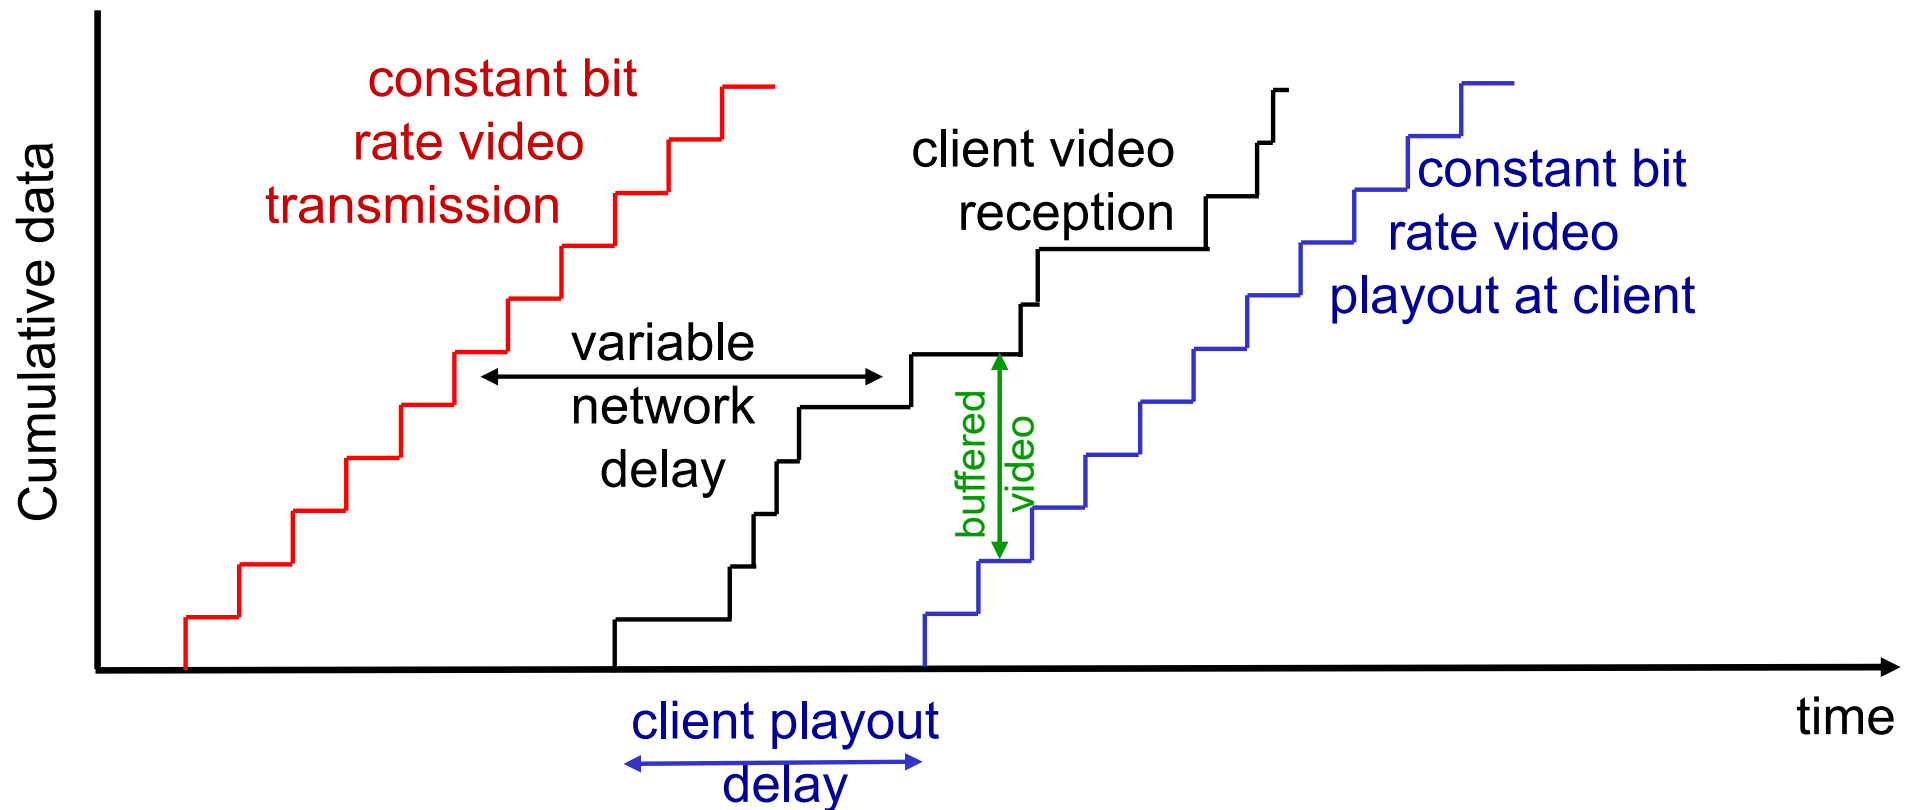 Cumulative data
constant bit
rate video
transmission
client video
reception
constant bit
rate video
playout at client
variable
network
delay
buffered
video
client playout
delay
time